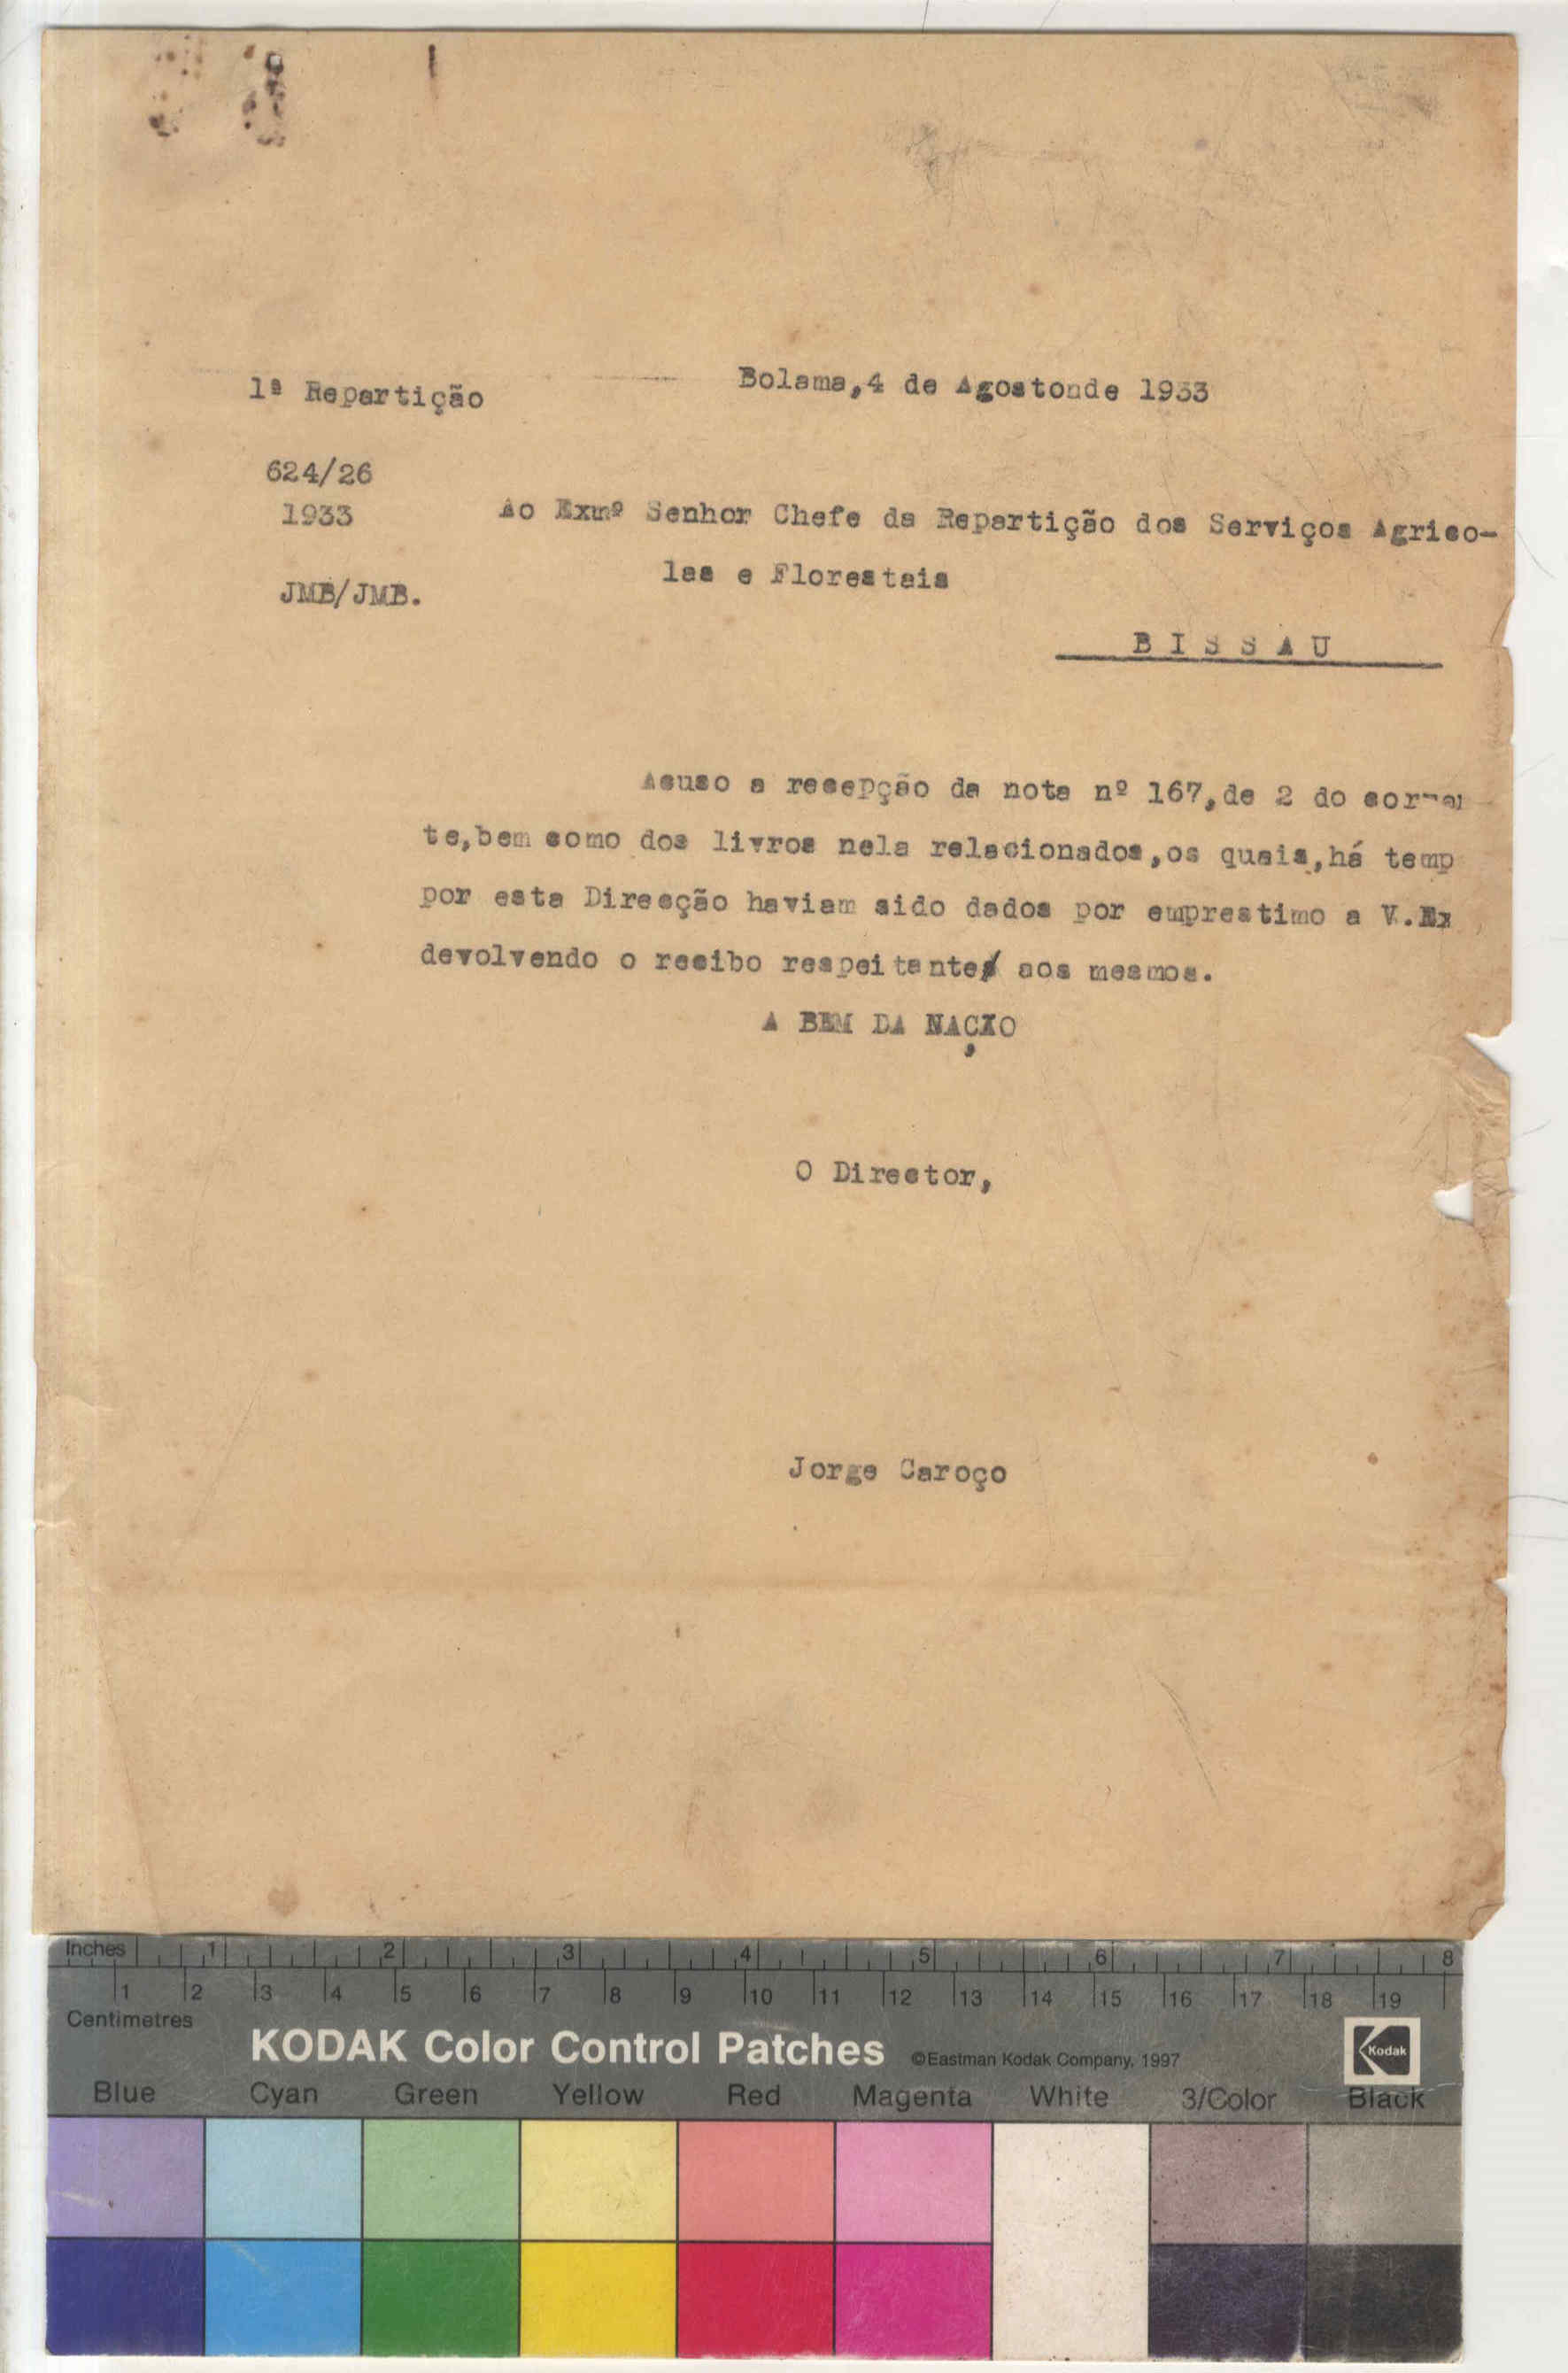 1ª Repartição
Bolama,4 de Agostonde 1933
624/26
1933
Ao Exmº Senhor Chefe da Repartição dos Serviços Agrico-
las e Florestais
JMB/JMB.
BISSAU
Acuso a recepção da nota nº 167,de 2 do corren
te,bem como dos livros nela relacionados,os quais,há temp
por esta Direcção haviam sido dados por emprestimo a V.Ex
devolvendo o recibo respeitante aos mesmos.
A BEM DA NAÇÃO
O Director,
Jorge Caroço
Inches 1 2 3 4 5 6 7 8
1 2 3 4 5 6 7 8 9 10 11 12 13 14 15 16 17 18 19
Centimetres
KODAK Color Control Patches ©Eastman Kodak Company, 1997 Kodak
Blue Cyan Green Yellow Red Magenta White 3/Color Black